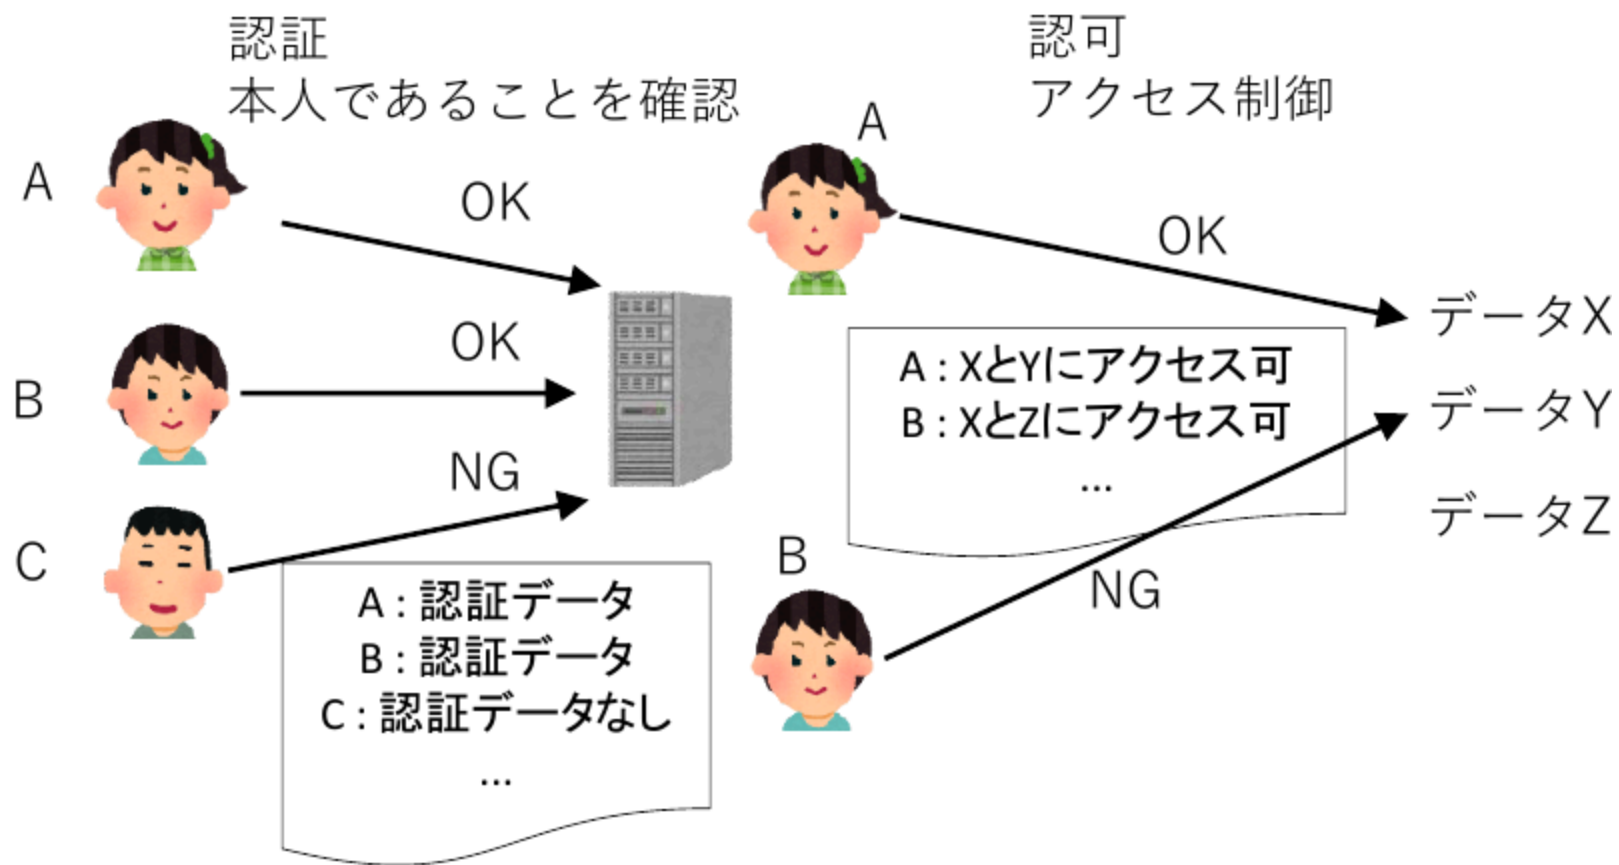 認証
本人であることを確認
A
OK
B
OK
C
NG
A : 認証データ
B : 認証データ
C : 認証データなし
...
認可
アクセス制御
A
OK
データX
A : XとYにアクセス可
B : XとZにアクセス可
...
データY
データZ
B
NG